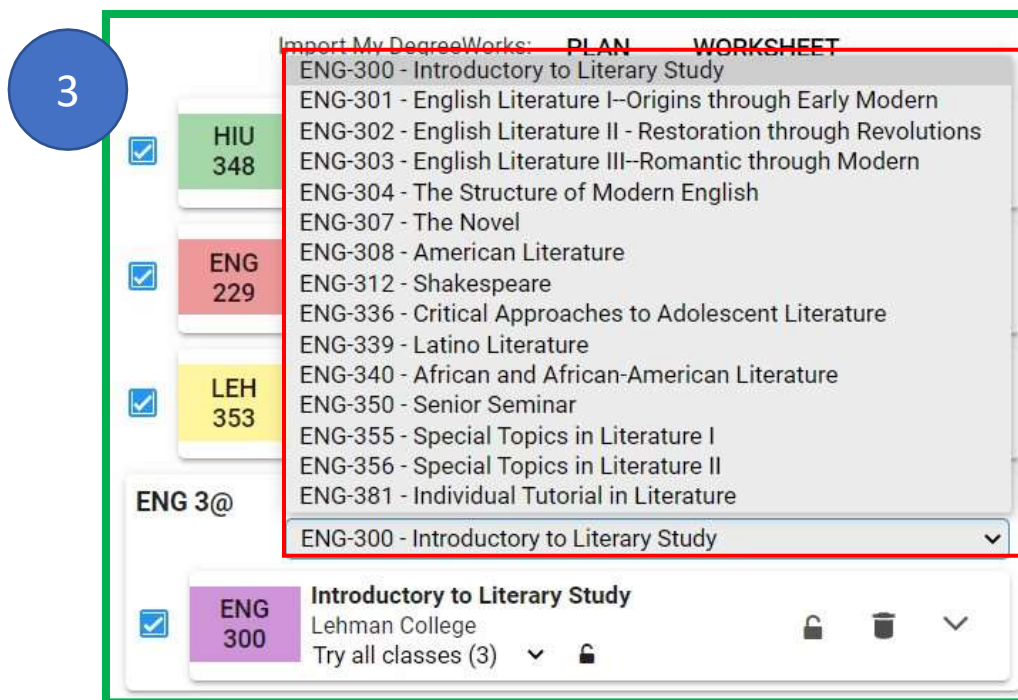 3
Import My DegreeWorks: PLAN WORKSHEET
ENG-300 - Introductory to Literary Study
ENG-301 - English Literature I--Origins through Early Modern
ENG-302 - English Literature II - Restoration through Revolutions
ENG-303 - English Literature III--Romantic through Modern
ENG-304 - The Structure of Modern English
ENG-307 - The Novel
ENG-308 - American Literature
ENG-312 - Shakespeare
ENG-336 - Critical Approaches to Adolescent Literature
ENG-339 - Latino Literature
ENG-340 - African and African-American Literature
ENG-350 - Senior Seminar
ENG-355 - Special Topics in Literature I
ENG-356 - Special Topics in Literature II
ENG-381 - Individual Tutorial in Literature
HIU
348
ENG
229
LEH
353
ENG 3@
ENG-300 - Introductory to Literary Study
ENG
300
Introductory to Literary Study
Lehman College
Try all classes (3)